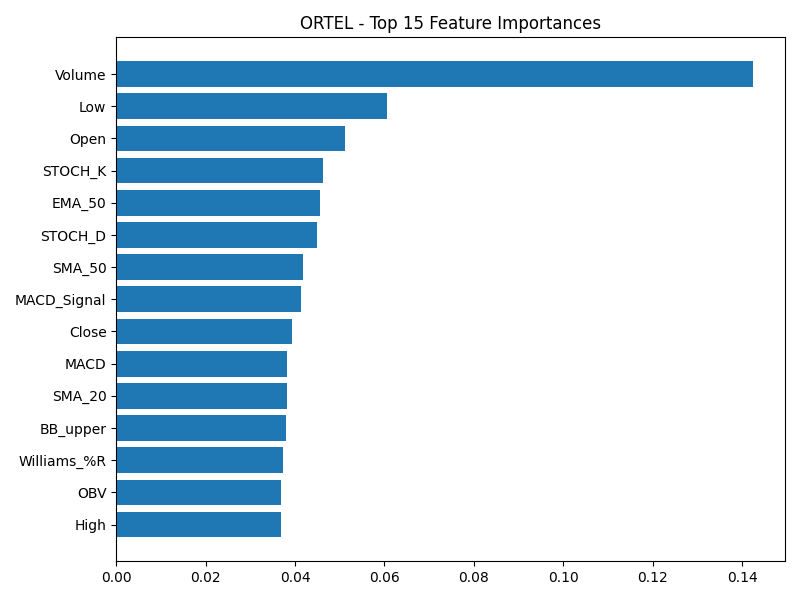 ORTEL - Top 15 Feature Importances
Volume
Low
Open
STOCH_K
EMA_50
STOCH_D
SMA_50
MACD_Signal
Close
MACD
SMA_20
BB_upper
Williams_%R
OBV
High
0.00 0.02 0.04 0.06 0.08 0.10 0.12 0.14